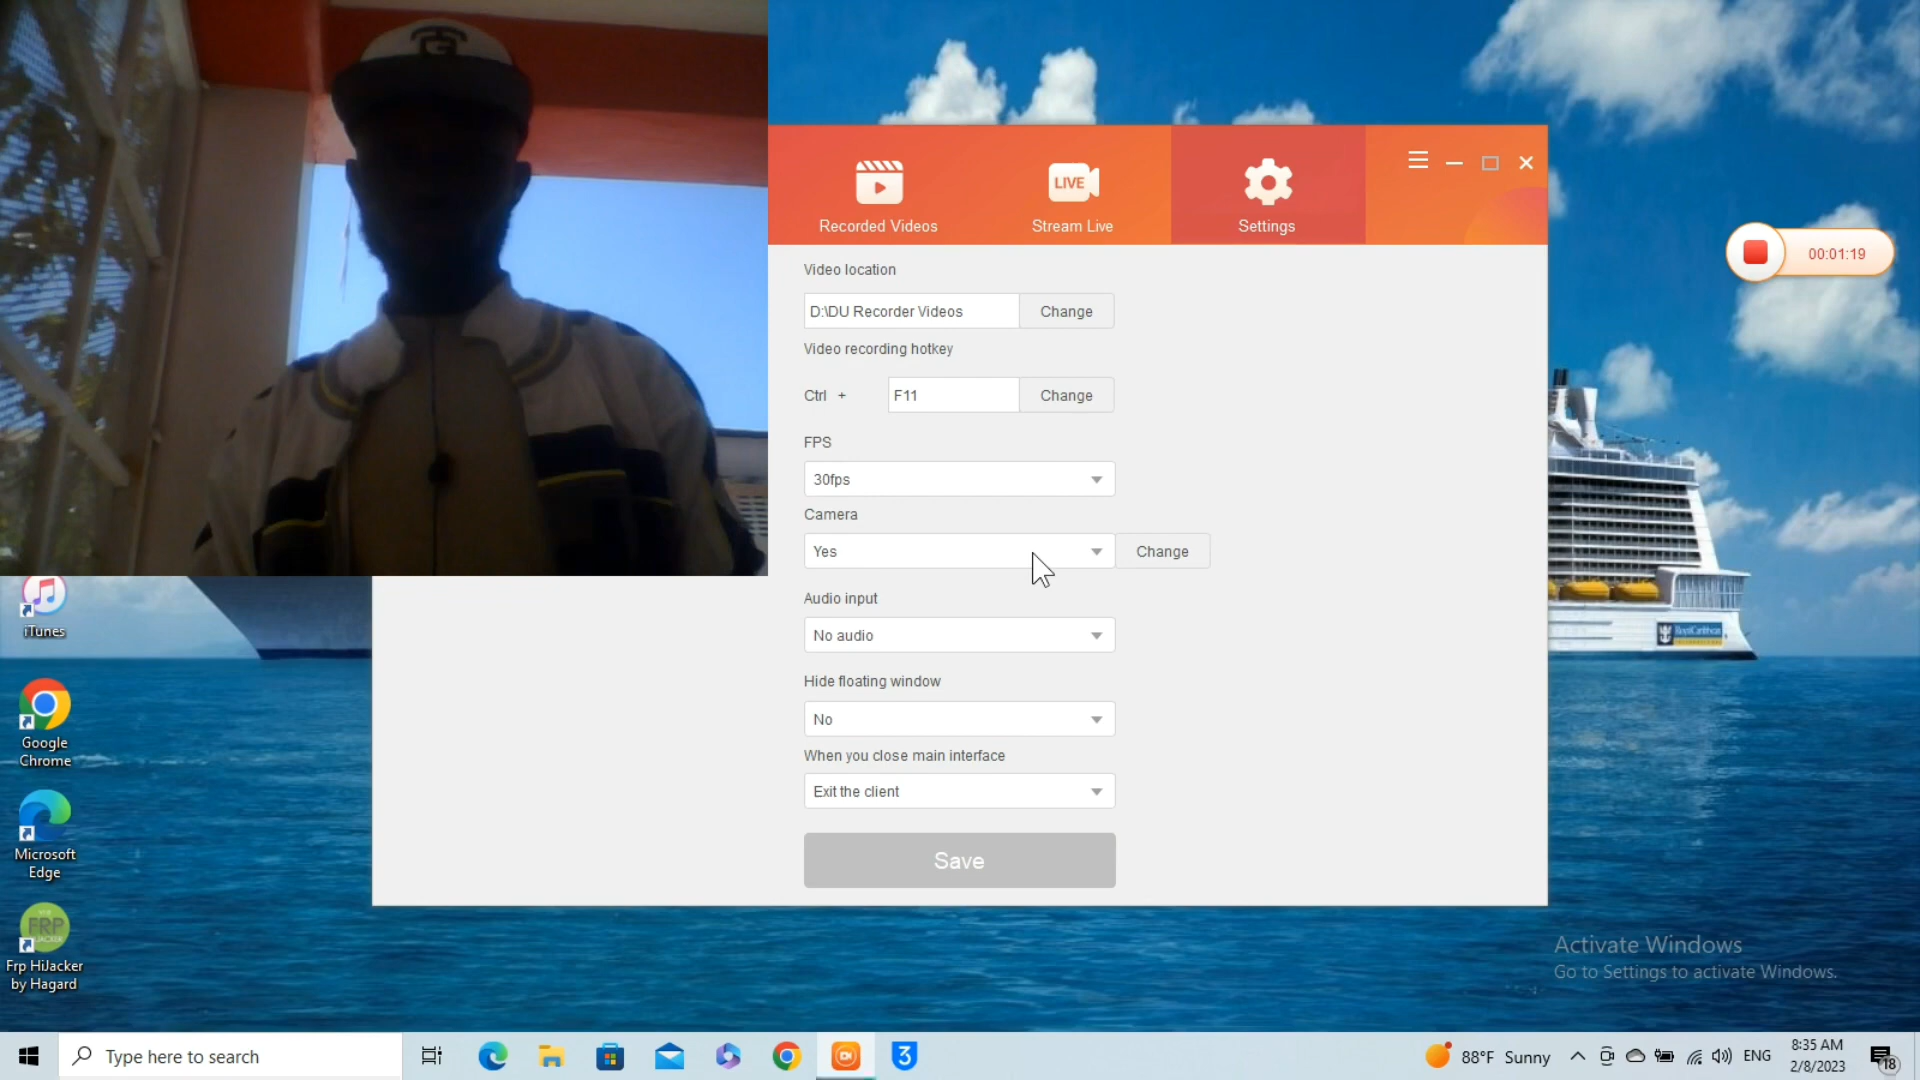 Recorded Videos
Stream Live
LIVE
Settings
00:01:19
Video location
D:\DU Recorder Videos
Change
Video recording hotkey
Ctrl +
F11
Change
FPS
30fps
Camera
Yes
Change
Audio input
No audio
Hide floating window
No
When you close main interface
Exit the client
Save
iTunes
Google
Chrome
Microsoft
Edge
FRP
Frp HiJacker
by Hagard
Activate Windows
Go to Settings to activate Windows.
Type here to search
3
88°F Sunny
ENG
8:35 AM
2/8/2023
18